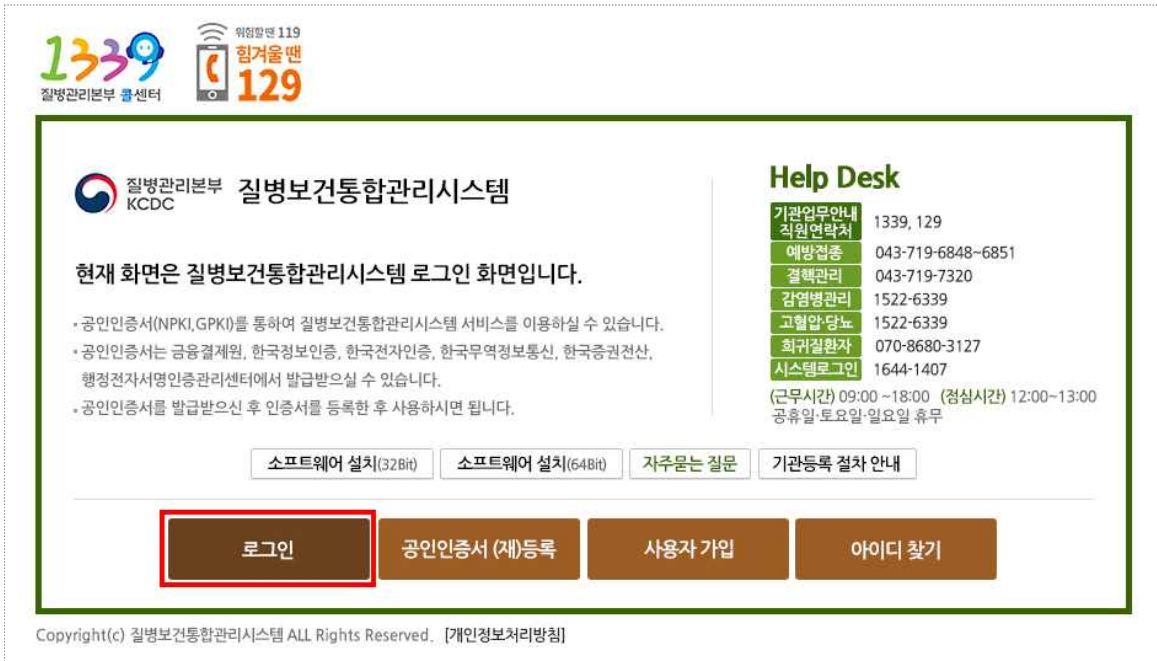 1339
질병관리본부 콜센터
위험할 땐 119
힘겨울 땐
129
질병관리본부
KCDC
질병보건통합관리시스템
현재 화면은 질병보건통합관리시스템 로그인 화면입니다.
• 공인인증서(NPKI,GPKI)를 통하여 질병보건통합관리시스템 서비스를 이용하실 수 있습니다.
• 공인인증서는 금융결제원, 한국정보인증, 한국전자인증, 한국무역정보통신, 한국증권전산,
행정전자서명인증관리센터에서 발급받으실 수 있습니다.
• 공인인증서를 발급받으신 후 인증서를 등록한 후 사용하시면 됩니다.
Help Desk
기관업무안내
직원연락처 1339, 129
예방접종 043-719-6848~6851
결핵관리 043-719-7320
감염병관리 1522-6339
고혈압·당뇨 1522-6339
희귀질환자 070-8680-3127
시스템로그인 1644-1407
(근무시간) 09:00 ~18:00 (점심시간) 12:00~13:00
공휴일·토요일·일요일 휴무
소프트웨어 설치(32Bit) 소프트웨어 설치(64Bit) 자주묻는 질문 기관등록 절차 안내
로그인 공인인증서 (재)등록 사용자 가입 아이디 찾기
Copyright(c) 질병보건통합관리시스템 ALL Rights Reserved. [개인정보처리방침]